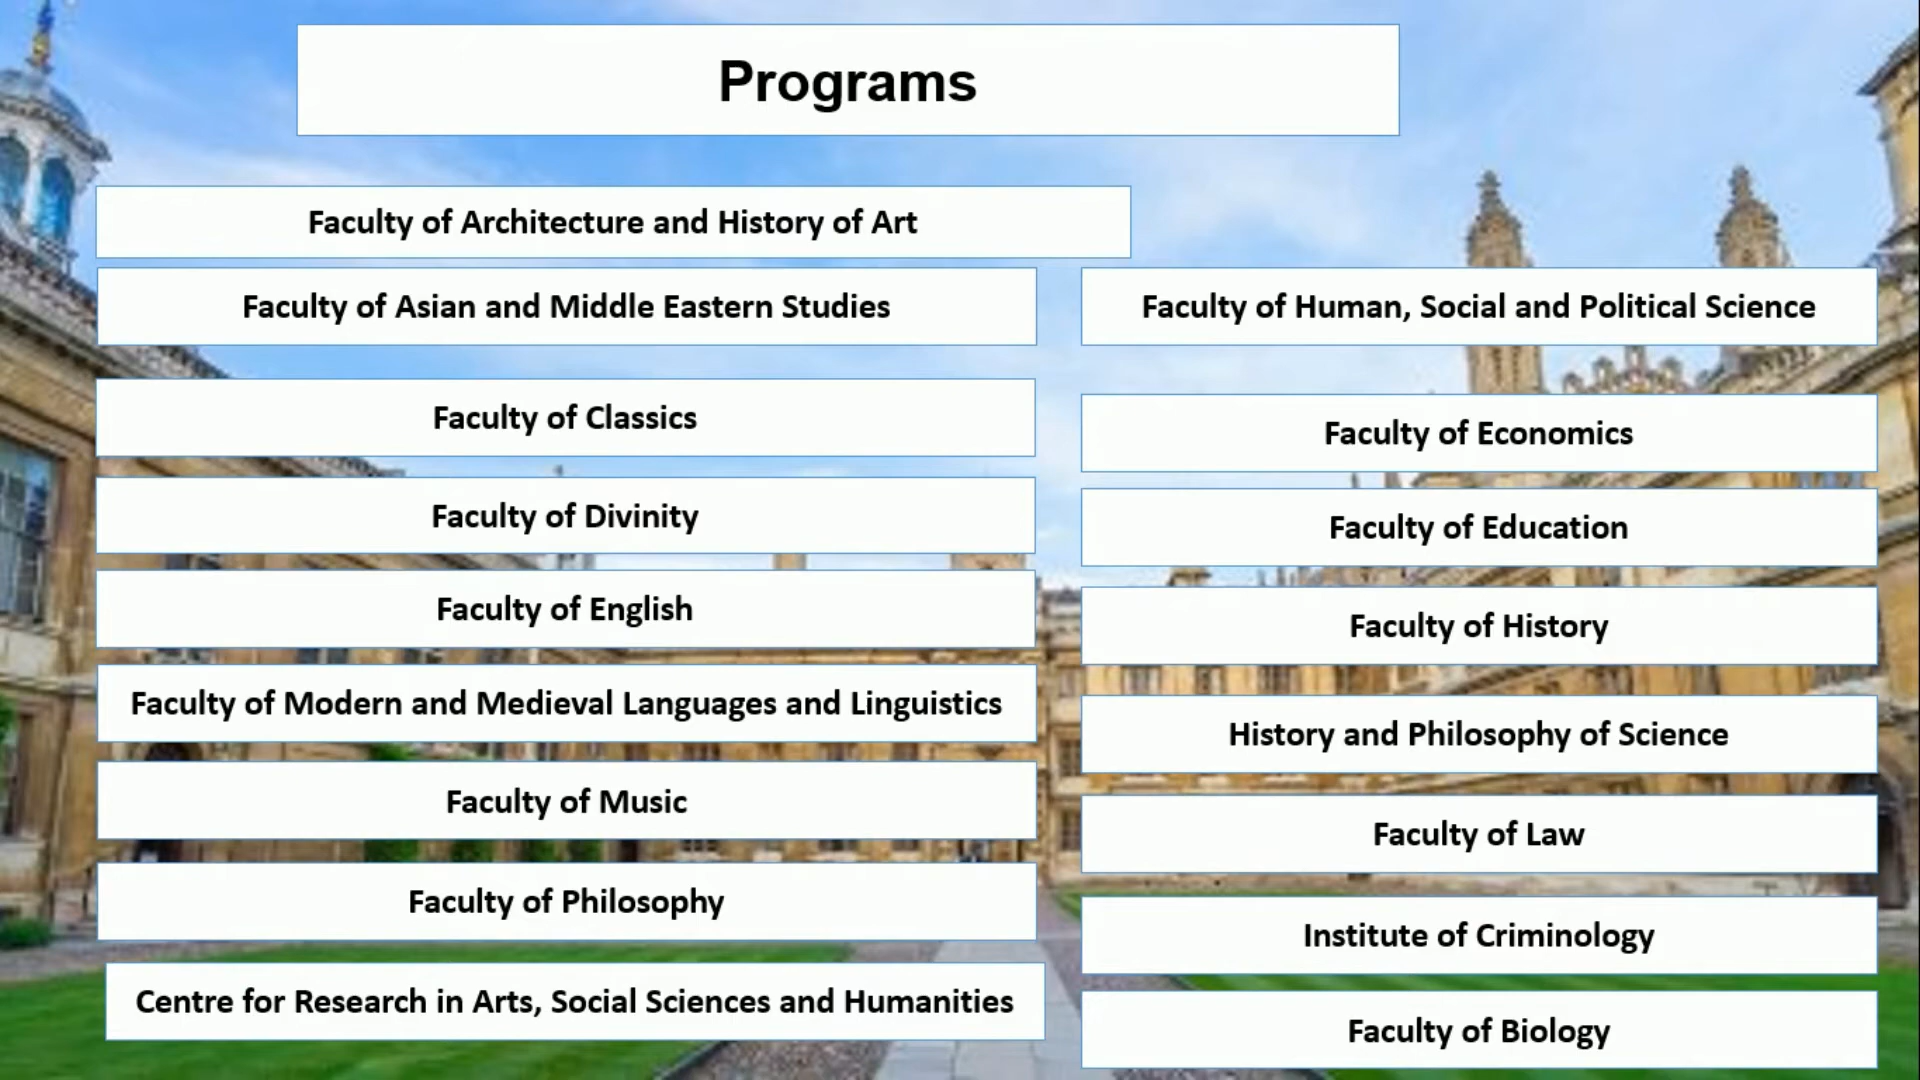 Programs
Faculty of Architecture and History of Art
Faculty of Asian and Middle Eastern Studies
Faculty of Classics
Faculty of Divinity
Faculty of English
Faculty of Modern and Medieval Languages and Linguistics
Faculty of Music
Faculty of Philosophy
Centre for Research in Arts, Social Sciences and Humanities
Faculty of Human, Social and Political Science
Faculty of Economics
Faculty of Education
Faculty of History
History and Philosophy of Science
Faculty of Law
Institute of Criminology
Faculty of Biology